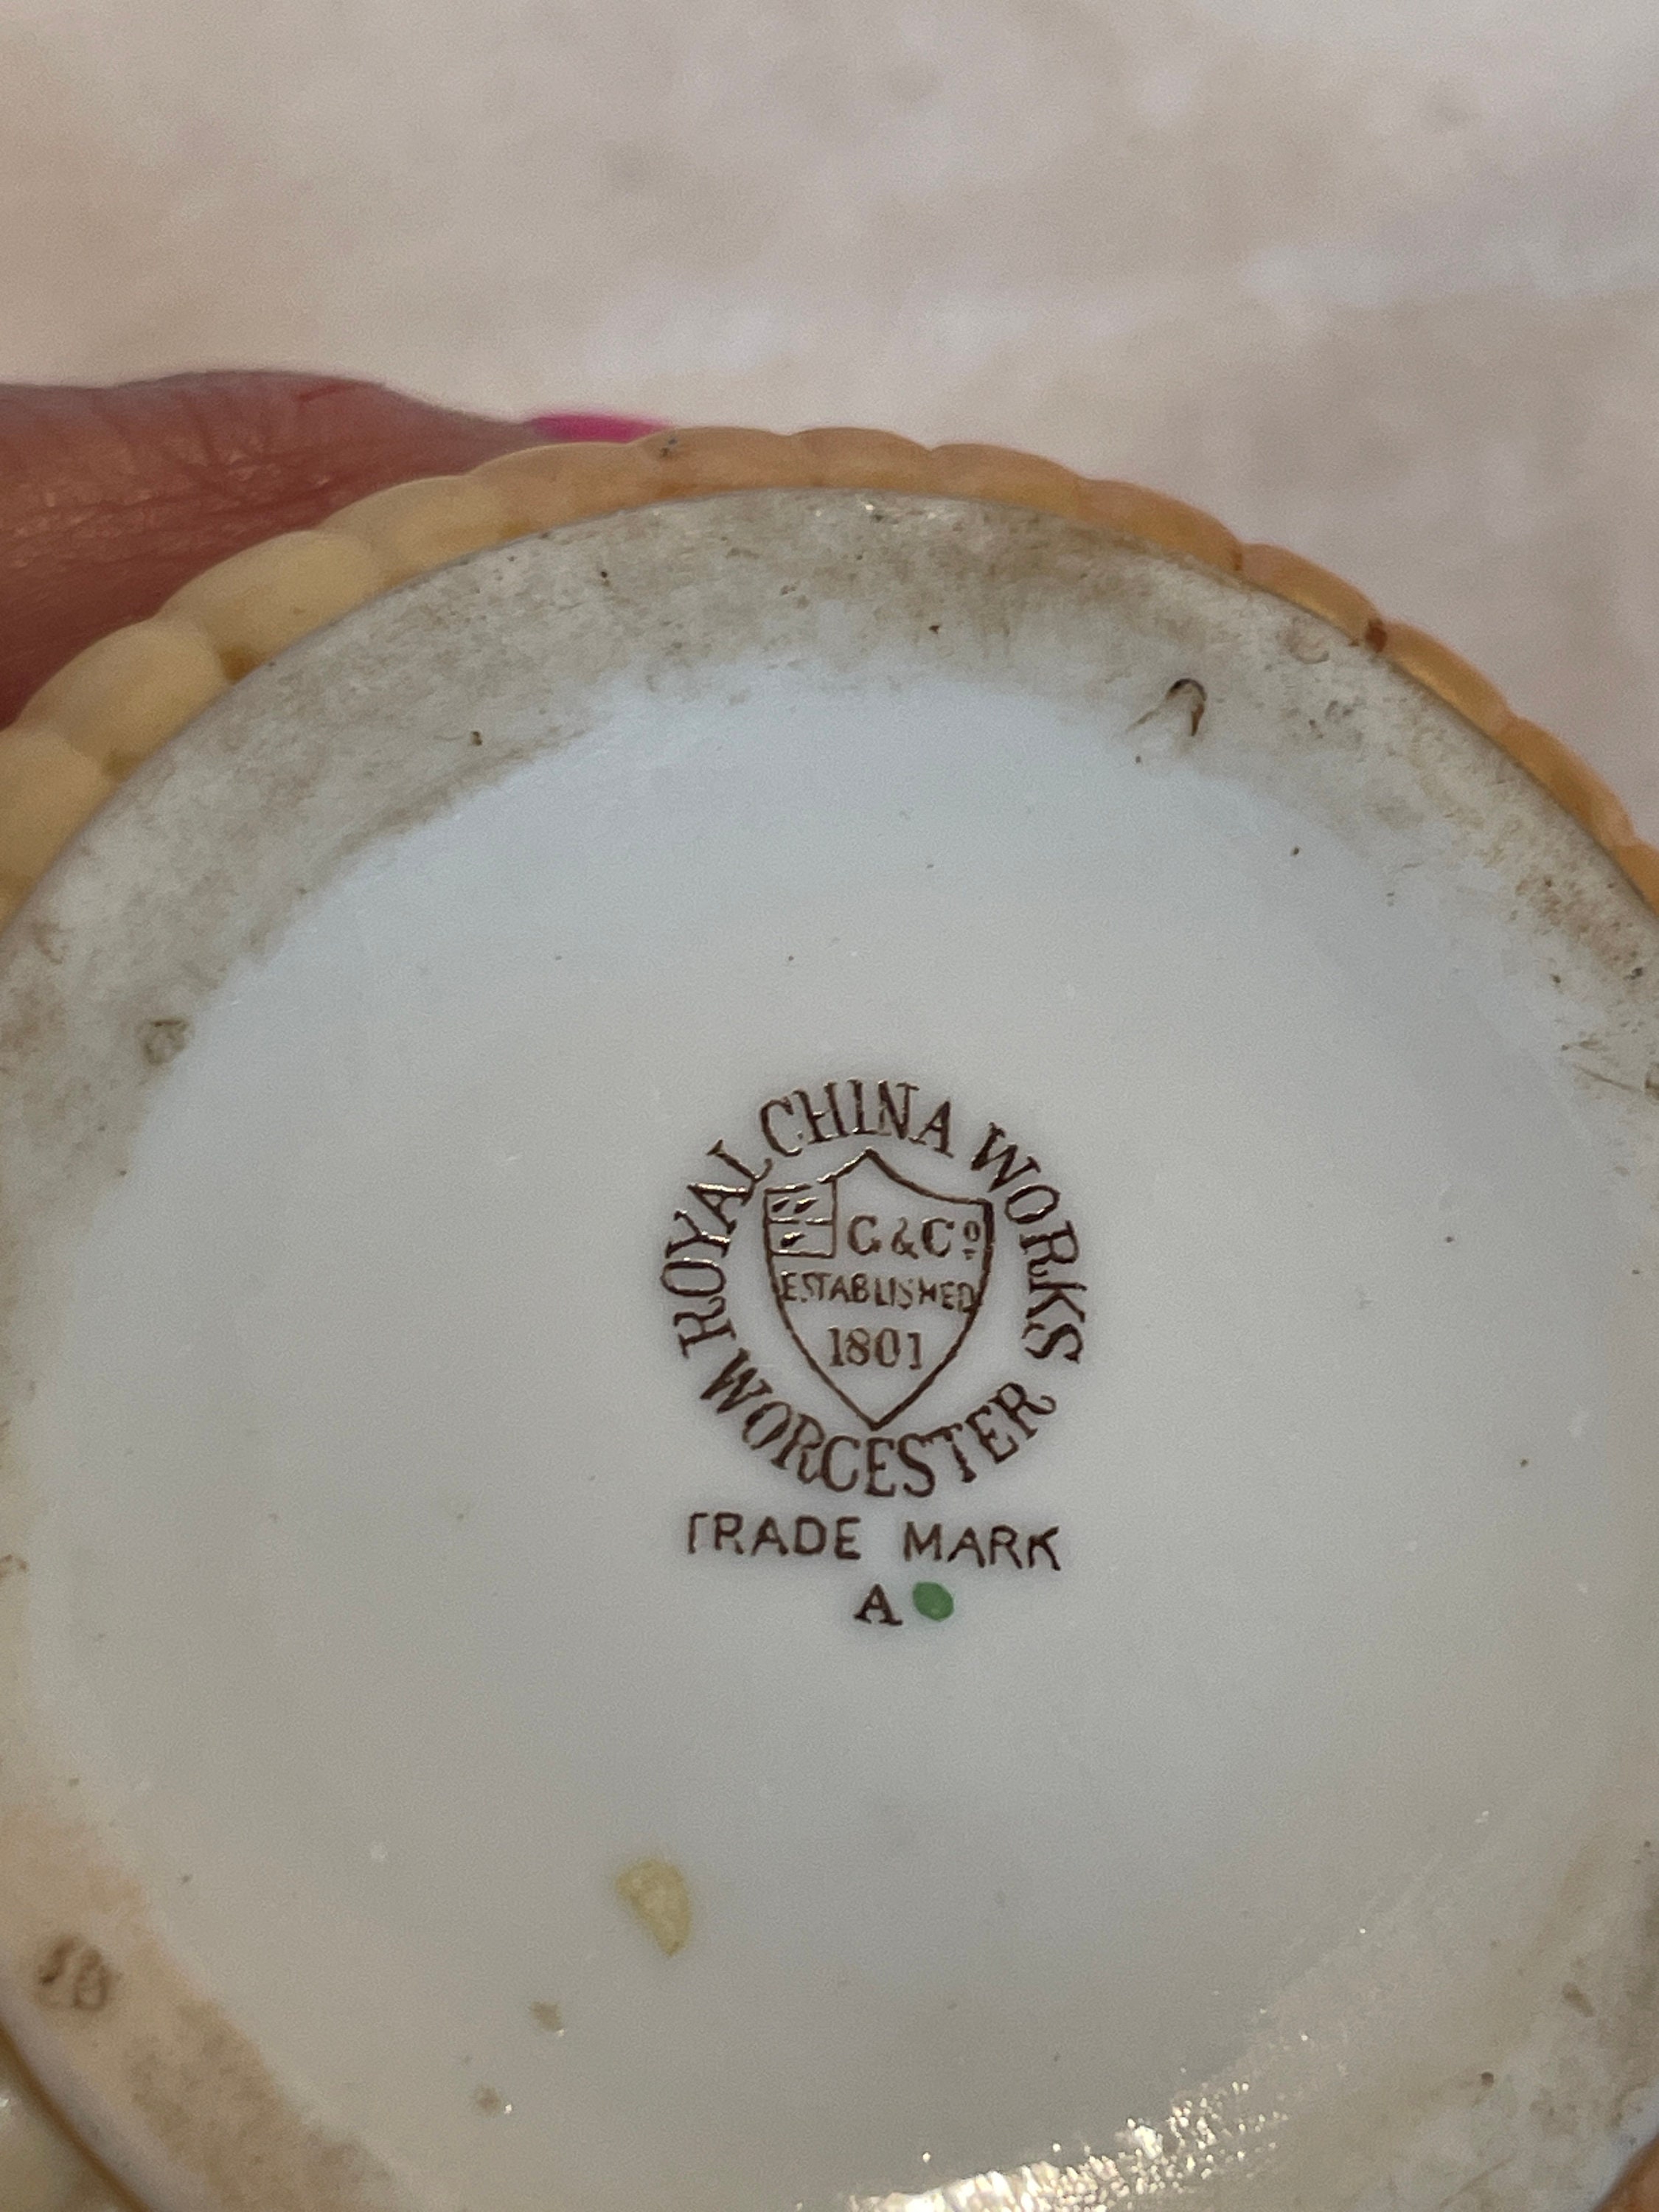 ROYAL CHINA WORKS
G & Co
ESTABLISHED
1801
WORCESTER
TRADE MARK
A